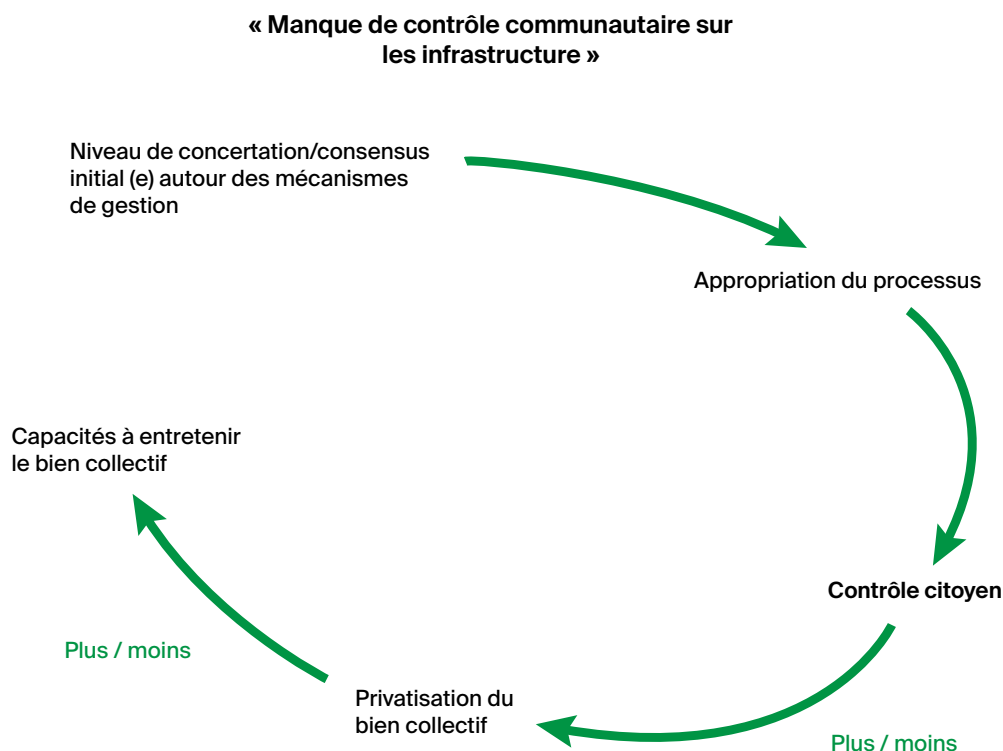 « Manque de contrôle communautaire sur
les infrastructure »
Niveau de concertation/consensus
initial (e) autour des mécanismes
de gestion
Appropriation du processus
Contrôle citoyen
Plus / moins
Privatisation du
bien collectif
Plus / moins
Capacités à entretenir
le bien collectif